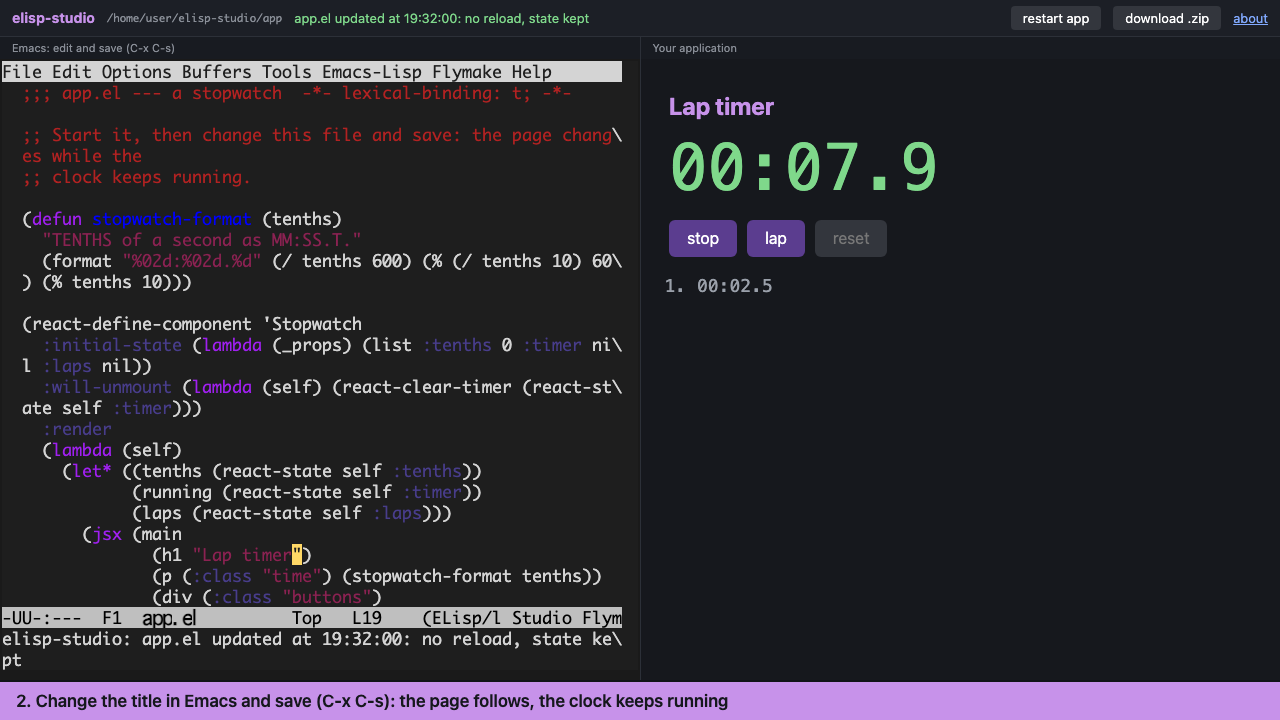 elisp-studio /home/user/elisp-studio/app app.el updated at 19:32:00: no reload, state kept restart app download .zip about
Emacs: edit and save (C-x C-s)
File Edit Options Buffers Tools Emacs-Lisp Flymake Help
;;; app.el --- a stopwatch  -*- lexical-binding: t; -*-
;; Start it, then change this file and save: the page chang\
es while the
;; clock keeps running.
(defun stopwatch-format (tenths)
  "TENTHS of a second as MM:SS.T."
  (format "%02d:%02d.%d" (/ tenths 600) (% (/ tenths 10) 60\
) (% tenths 10)))
(react-define-component 'Stopwatch
  :initial-state (lambda (_props) (list :tenths 0 :timer ni\
l :laps nil))
  :will-unmount (lambda (self) (react-clear-timer (react-st\
ate self :timer)))
  :render
  (lambda (self)
    (let* ((tenths (react-state self :tenths))
           (running (react-state self :timer))
           (laps (react-state self :laps)))
      (jsx (main
             (h1 "Lap timer")
             (p (:class "time") (stopwatch-format tenths))
             (div (:class "buttons")
-UU-:---  F1  app.el         Top   L19    (ELisp/l Studio Flym
elisp-studio: app.el updated at 19:32:00: no reload, state ke\
pt
Your application
Lap timer
00:07.9
stop lap reset
1. 00:02.5
2. Change the title in Emacs and save (C-x C-s): the page follows, the clock keeps running